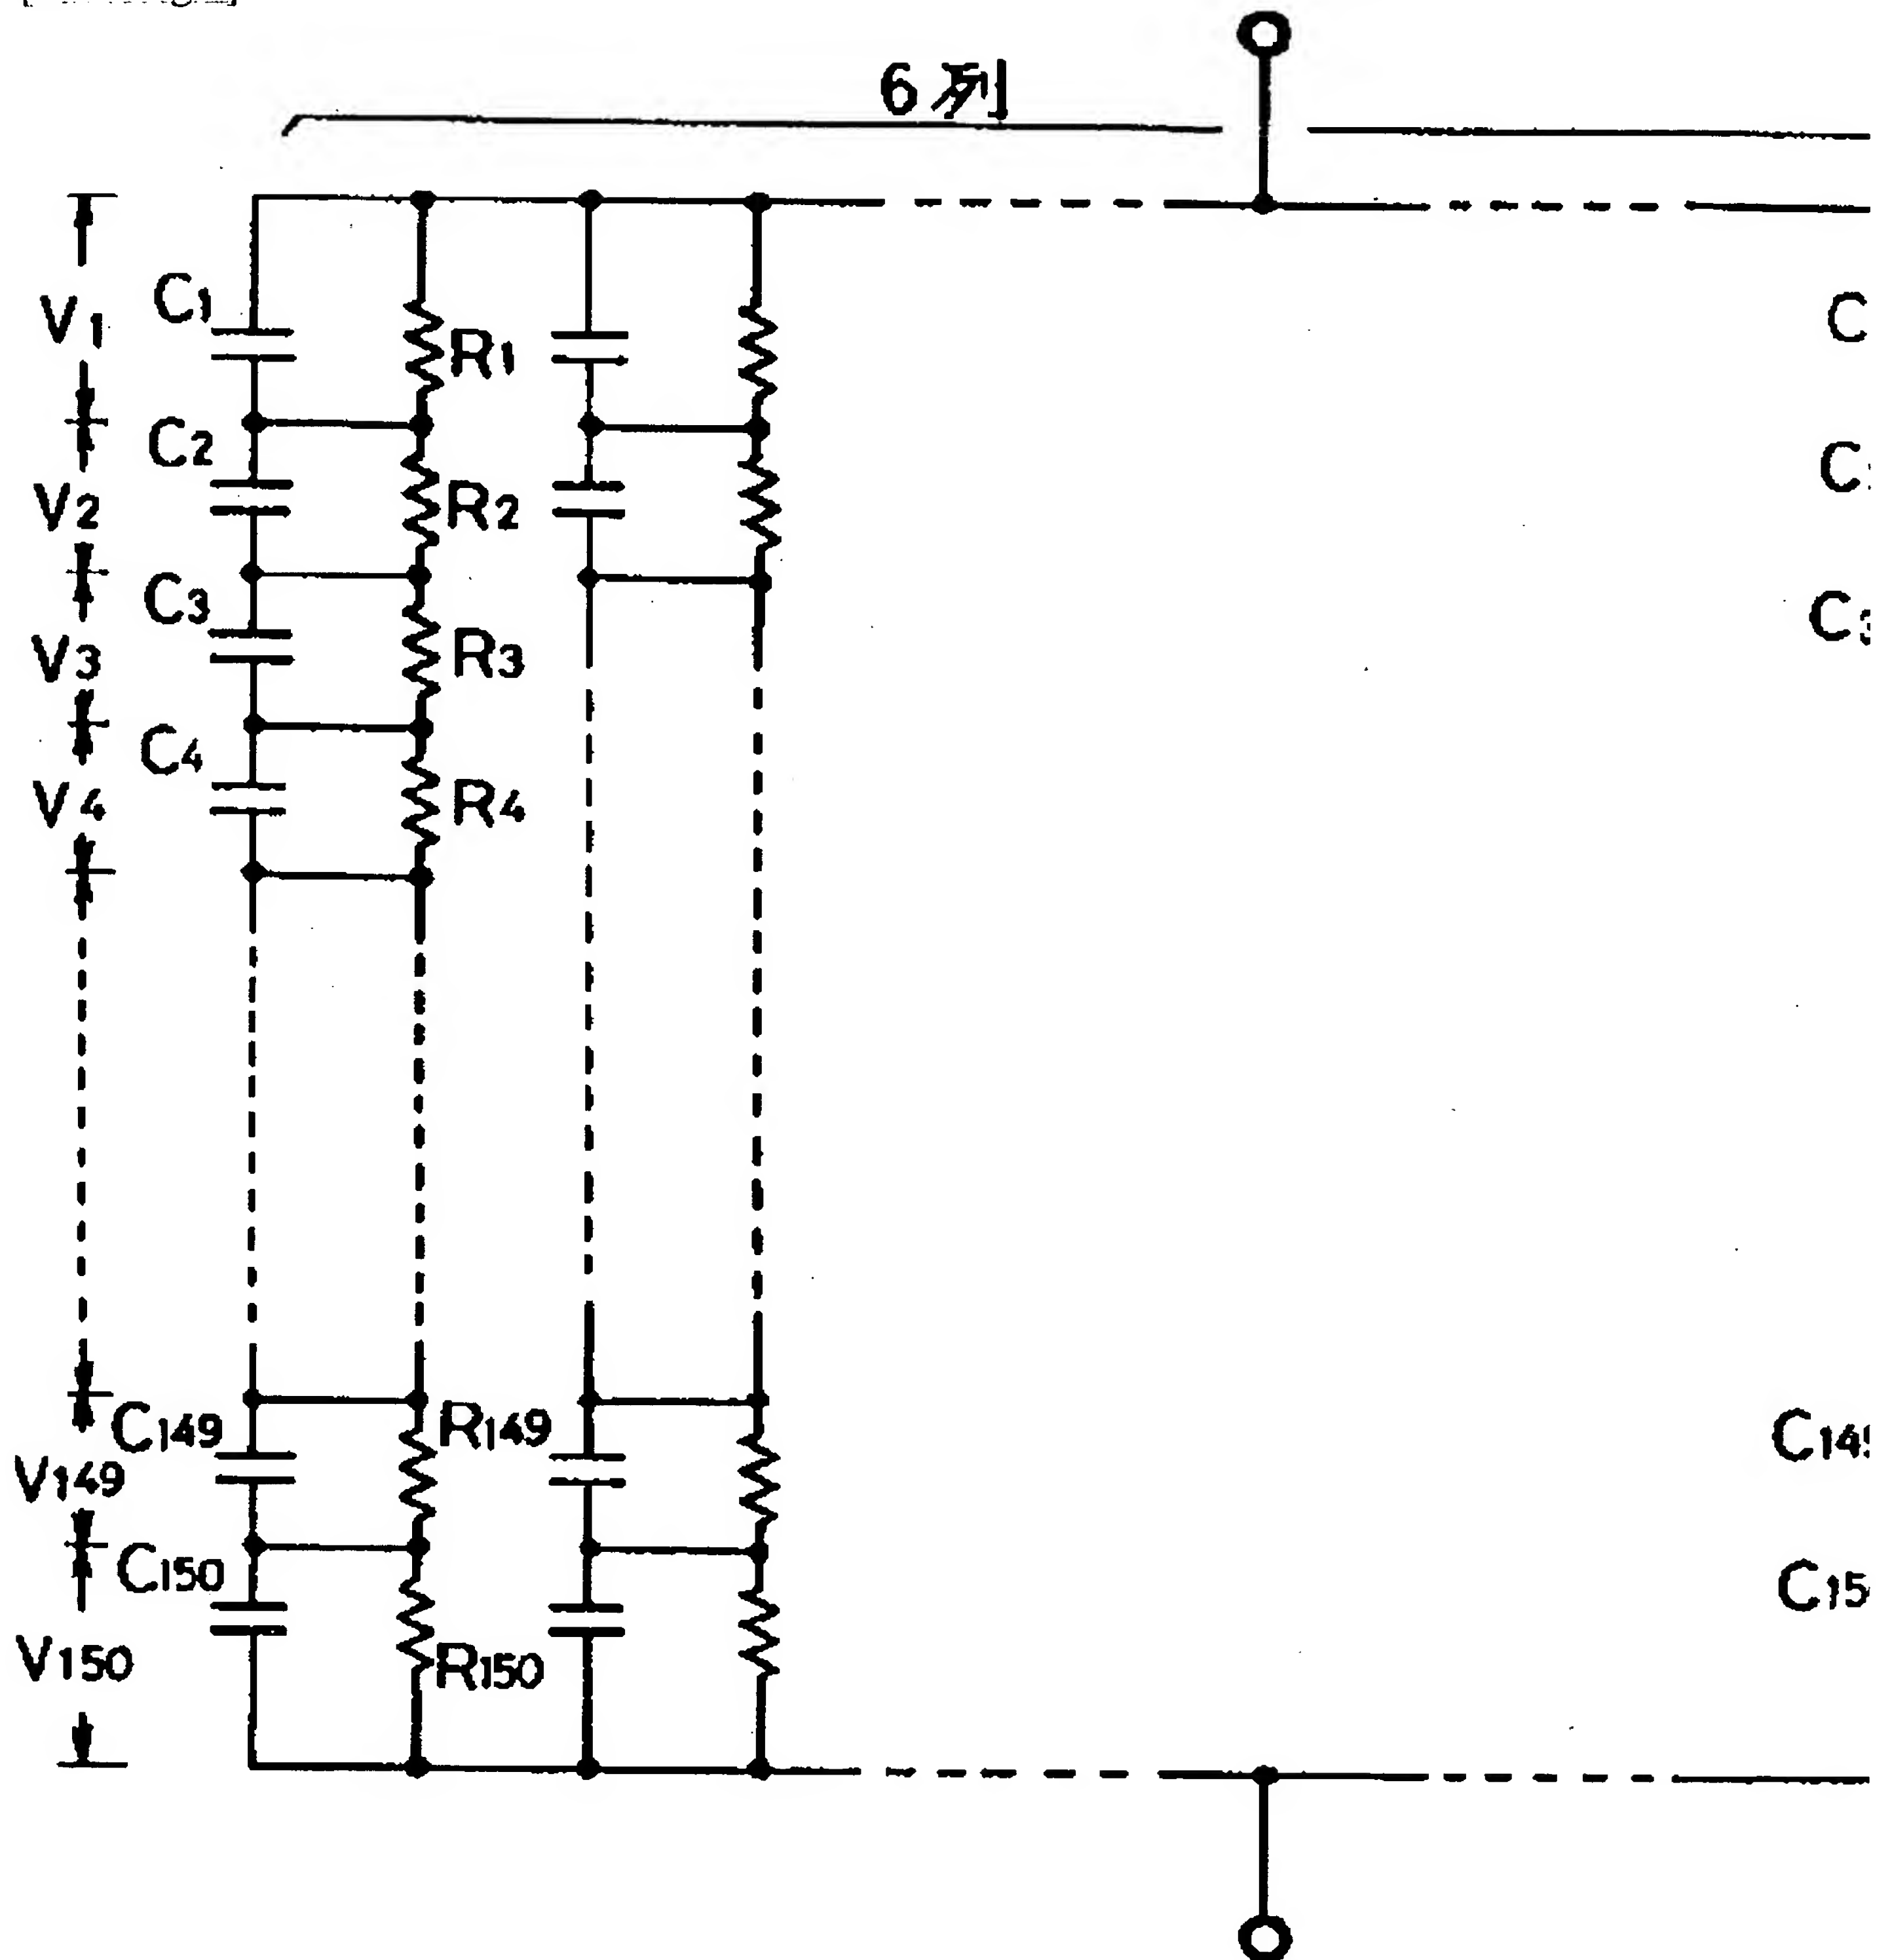 6列
V1 C1 R1
C2
V2 R2
C3
V3 R3
C4
V4 R4
C149 R149
V149
C150
V150 R150